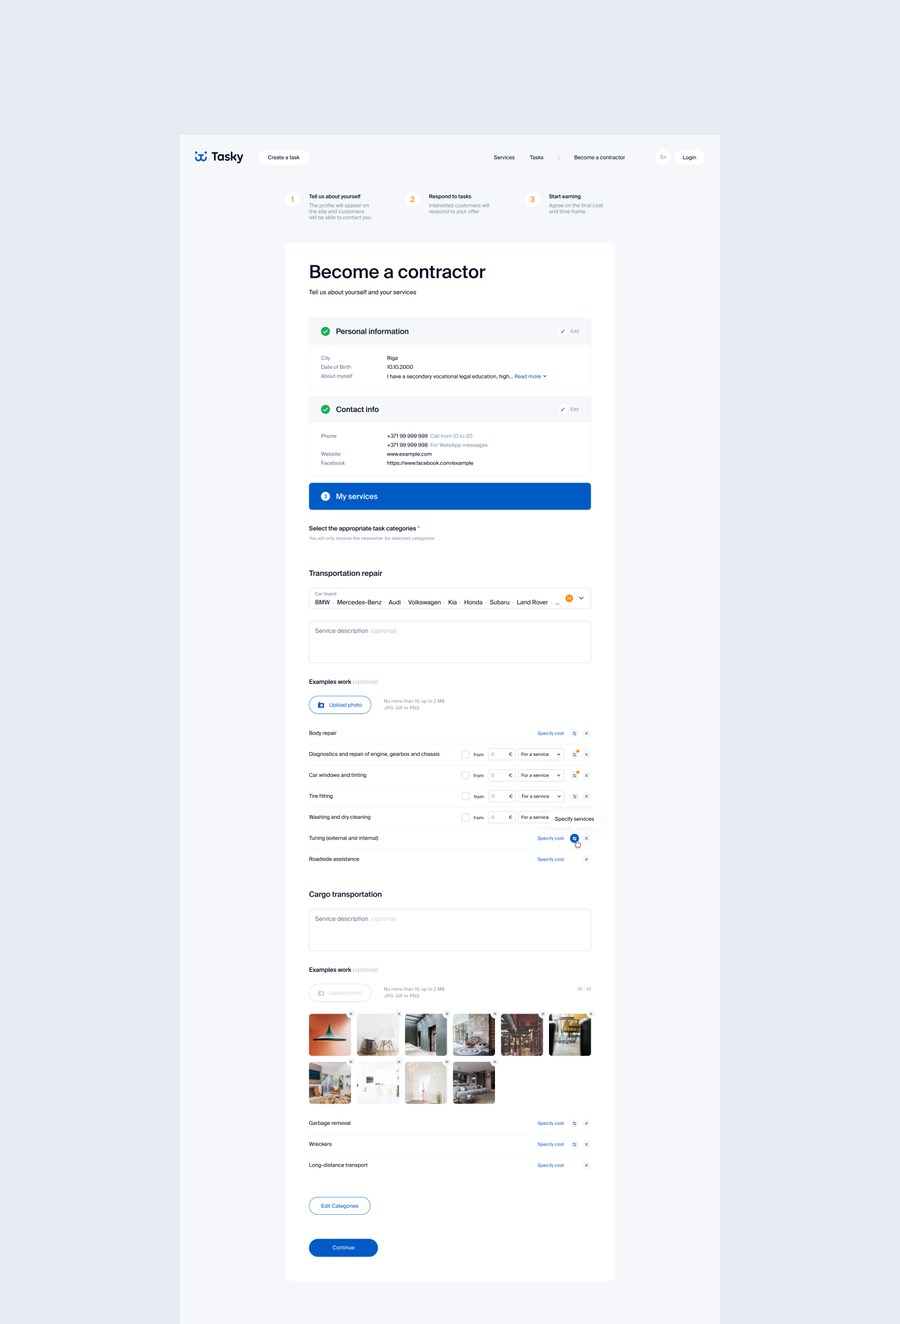 Tasky
Create a task
Services
Tasks
Become a contractor
En
Login
1
Tell us about yourself
The profile will appear on
the site and customers
will be able to contact you
2
Respond to tasks
Interested customers will
respond to your offer
3
Start earning
Agree on the final cost
and time frame
Become a contractor
Tell us about yourself and your services
Personal information
Edit
City Riga
Date of Birth 10.10.2000
About myself I have a secondary vocational legal education, high... Read more
Contact info
Edit
Phone +371 99 999 999 Call from 10 to 20
+371 99 999 998 For WatsApp messages
Website www.example.com
Facebook https://www.facebook.com/example
3 My services
Select the appropriate task categories *
You will only receive the newsletter for selected categories
Transportation repair
Car brand
BMW · Mercedes-Benz · Audi · Volkswagen · Kia · Honda · Subaru · Land Rover · ...
Service description (optional)
Examples work (optional)
Upload photo
No more than 10, up to 2 MB
JPG, GIF or PNG
Body repair Specify cost
Diagnostics and repair of engine, gearbox and chassis from 0 € For a service
Car windows and tinting from 0 € For a service
Tire fitting from 0 € For a service
Washing and dry cleaning from 0 € For a service
Specify services
Tuning (external and internal) Specify cost
Roadside assistance Specify cost
Cargo transportation
Service description (optional)
Examples work (optional)
Upload photo
No more than 10, up to 2 MB
JPG, GIF or PNG
10 / 10
Garbage removal Specify cost
Wreckers Specify cost
Long-distance transport Specify cost
Edit Categories
Continue